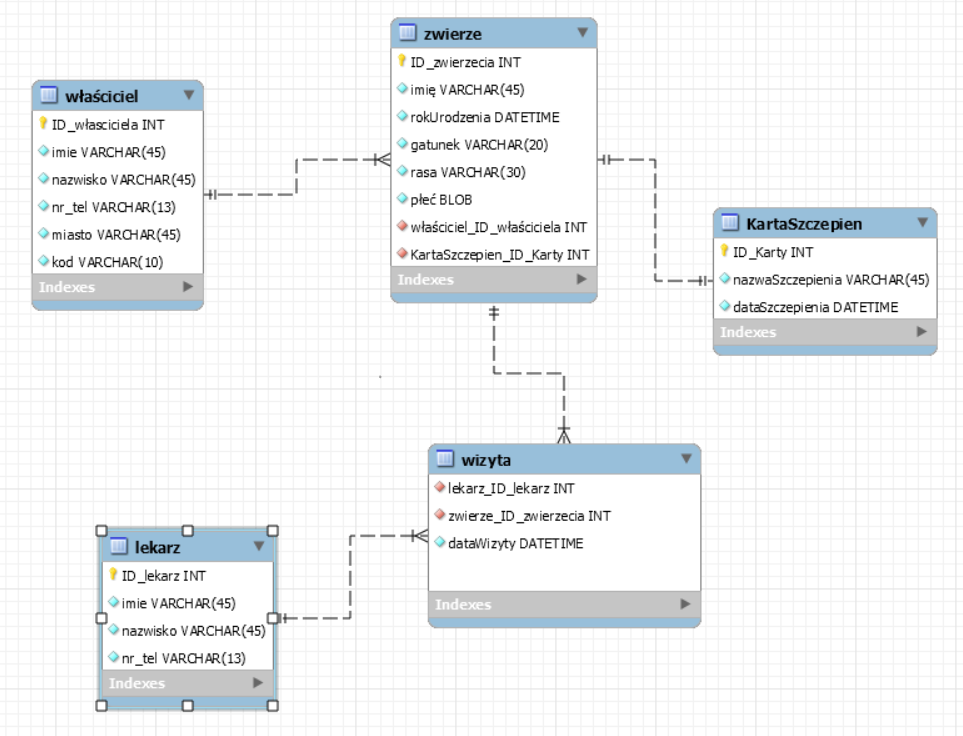 zwierze
ID_zwierzecia INT
imię VARCHAR(45)
rokUrodzenia DATETIME
gatunek VARCHAR(20)
rasa VARCHAR(30)
płeć BLOB
właściciel_ID_właściciela INT
KartaSzczepien_ID_Karty INT
Indexes
właściciel
ID_własciciela INT
imie VARCHAR(45)
nazwisko VARCHAR(45)
nr_tel VARCHAR(13)
miasto VARCHAR(45)
kod VARCHAR(10)
Indexes
KartaSzczepien
ID_Karty INT
nazwaSzczepienia VARCHAR(45)
dataSzczepienia DATETIME
Indexes
wizyta
lekarz_ID_lekarz INT
zwierze_ID_zwierzecia INT
dataWizyty DATETIME
Indexes
lekarz
ID_lekarz INT
imie VARCHAR(45)
nazwisko VARCHAR(45)
nr_tel VARCHAR(13)
Indexes